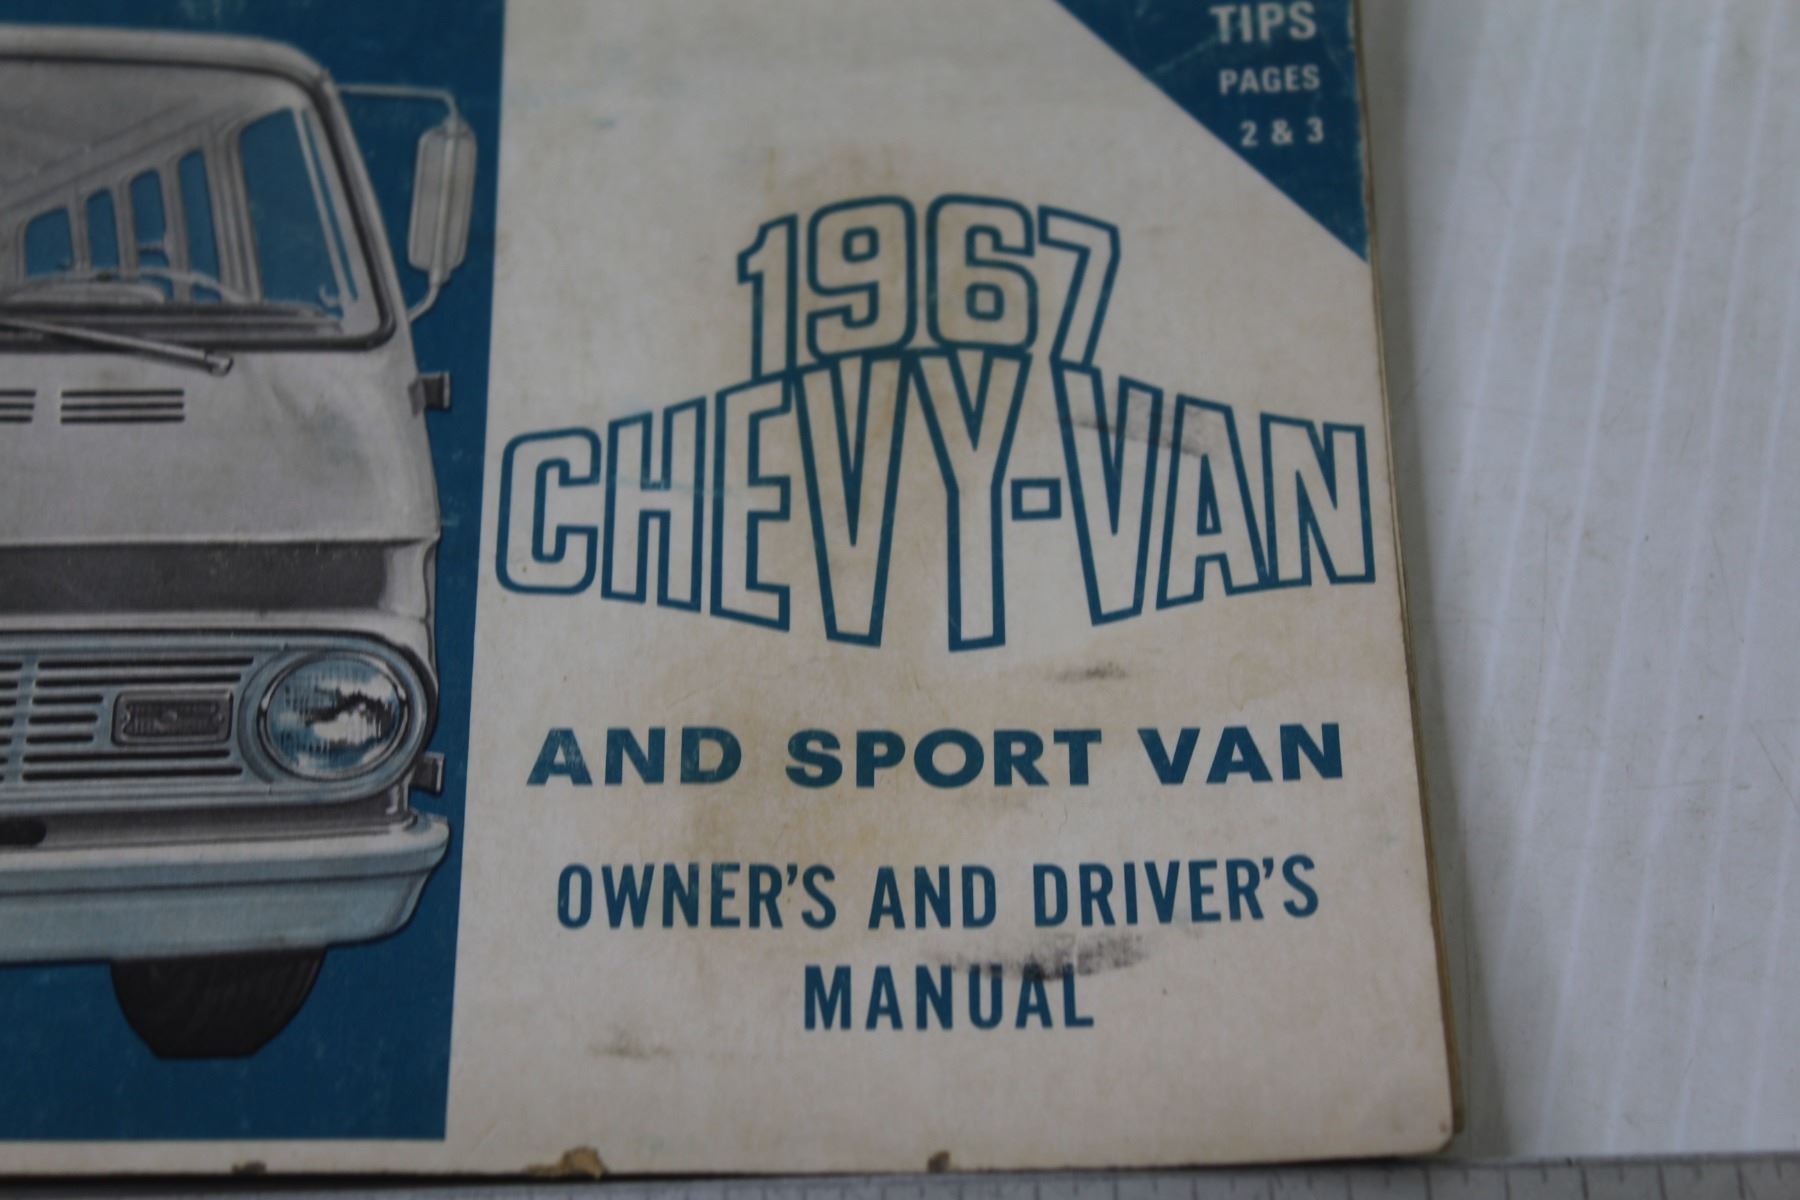 TIPS
PAGES
2 & 3
1967
CHEVY-VAN
AND SPORT VAN
OWNER'S AND DRIVER'S
MANUAL